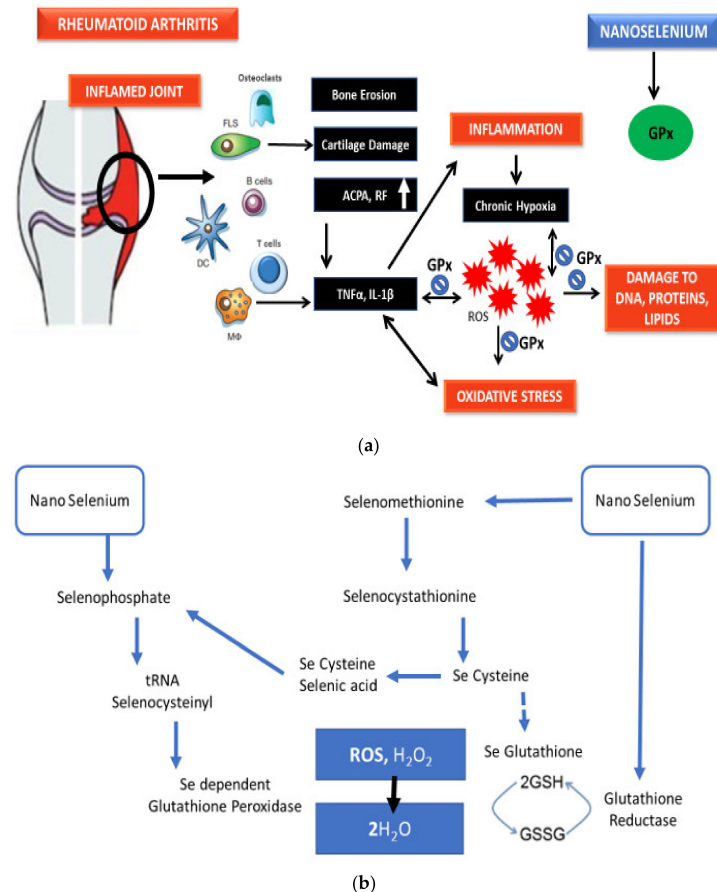 RHEUMATOID ARTHRITIS
NANOSELENIUM
INFLAMED JOINT
Osteoclasts
Bone Erosion
FLS
INFLAMMATION
GPx
Cartilage Damage
B cells
ACPA, RF
Chronic Hypoxia
DC
T cells
GPx
GPx
TNFα, IL-1β
DAMAGE TO
DNA, PROTEINS,
LIPIDS
ROS
MΦ
GPx
OXIDATIVE STRESS
(a)
Nano Selenium
Selenomethionine
Nano Selenium
Selenophosphate
Selenocystathionine
Se Cysteine
Selenic acid
Se Cysteine
tRNA
Selenocysteinyl
ROS, H₂O₂
Se Glutathione
Se dependent
Glutathione Peroxidase
2GSH
Glutathione
Reductase
2H₂O
GSSG
(b)